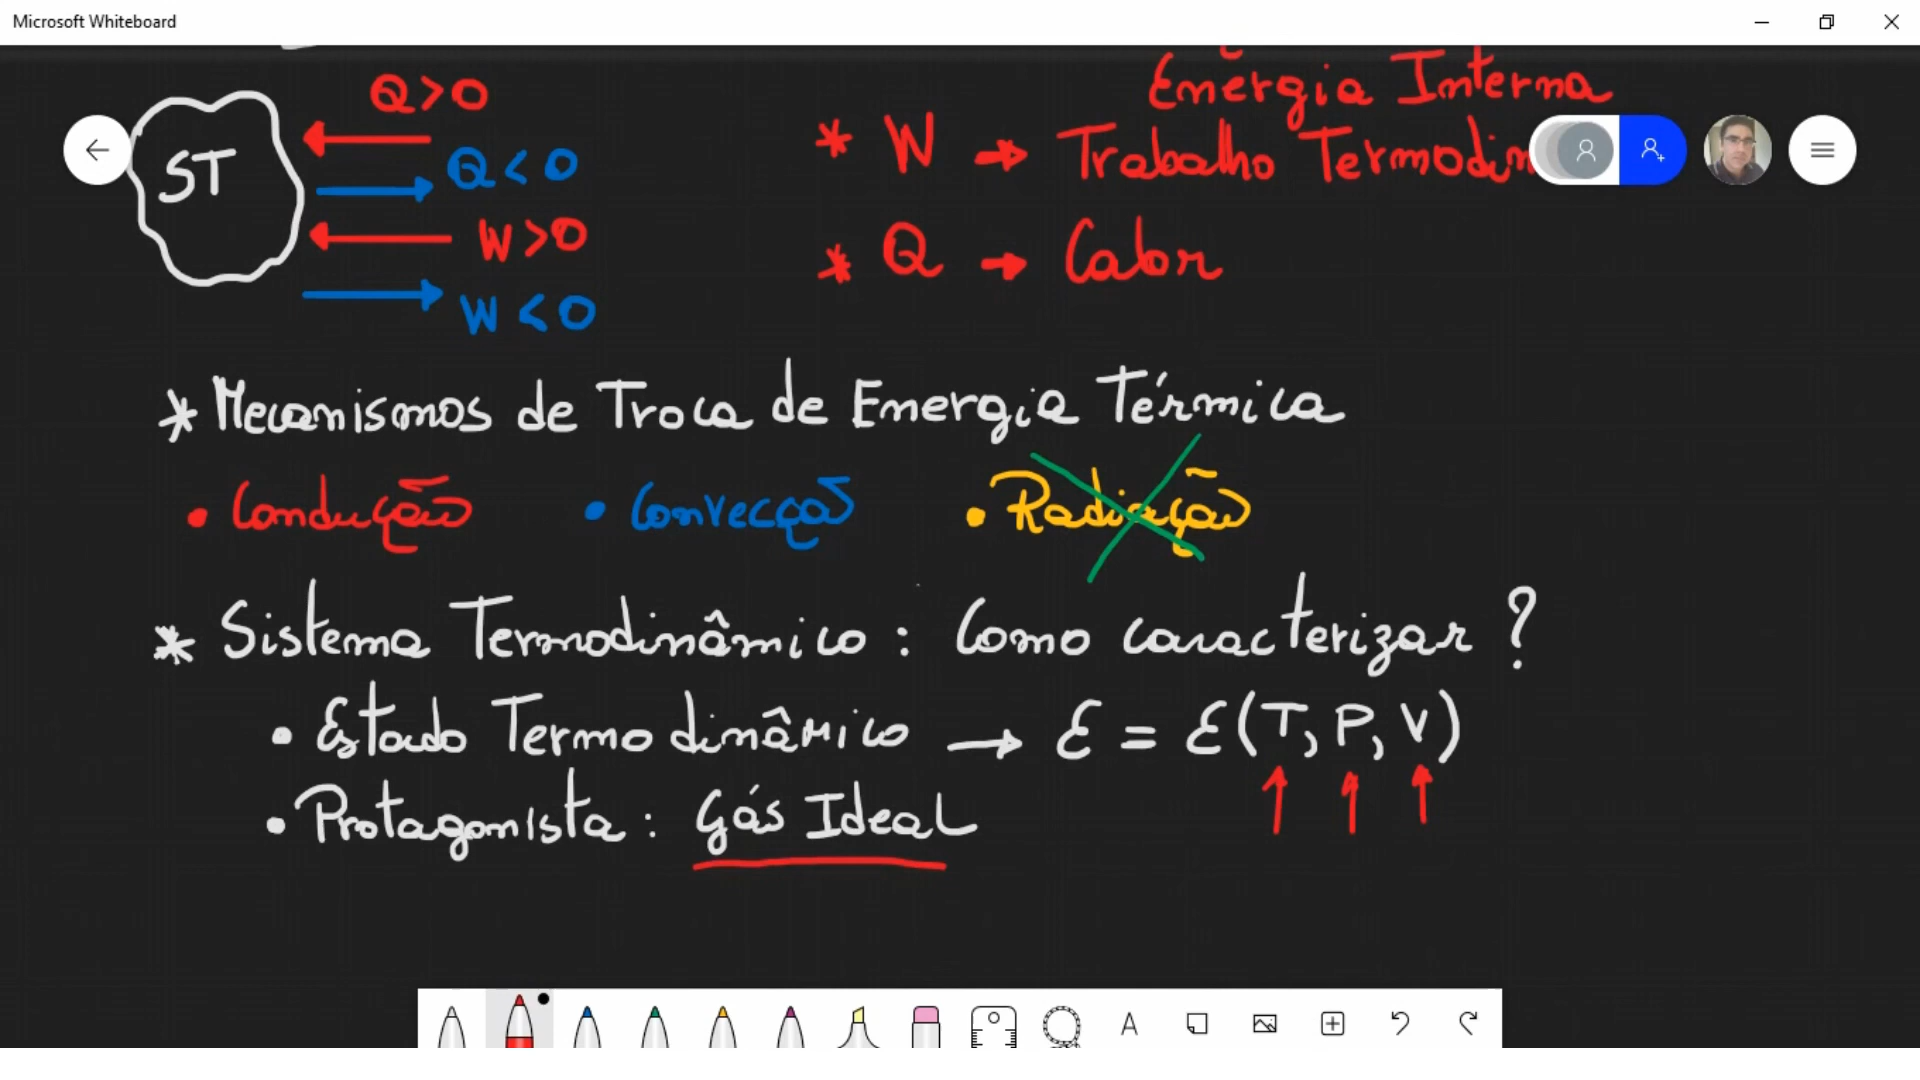 Microsoft Whiteboard
Energia Interna
Q>0
* W → Trabalho Termodin
ST
Q<0
W>0
* Q → Calor
W<0
* Mecanismos de Troca de Energia Térmica
• Condução • Convecção • Radiação
* Sistema Termodinâmico : Como caracterizar ?
• Estado Termodinâmico → Ɛ = Ɛ(T, P, V)
• Protagonista : Gás Ideal